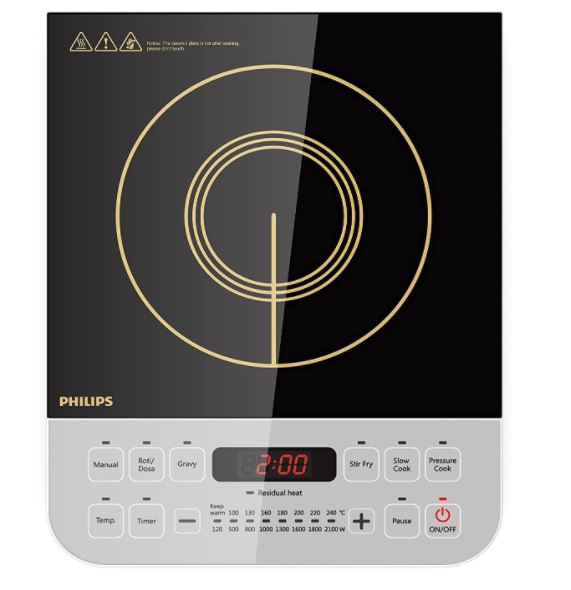 Notice: The ceramic plate is hot after cooking,
please don't touch.
PHILIPS
Manual
Roti/
Dosa
Gravy
2:00
Stir Fry
Slow
Cook
Pressure
Cook
Residual heat
Temp.
Timer
Keep
warm 100 130 160 180 200 220 240 °C
120 500 800 1000 1300 1600 1800 2100 W
Pause
ON/OFF